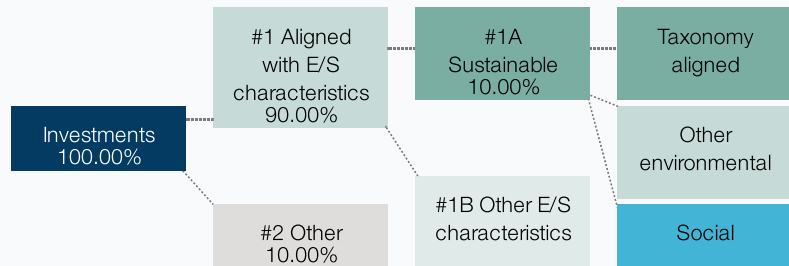 Investments
100.00%
#1 Aligned
with E/S
characteristics
90.00%
#2 Other
10.00%
#1A
Sustainable
10.00%
#1B Other E/S
characteristics
Taxonomy
aligned
Other
environmental
Social